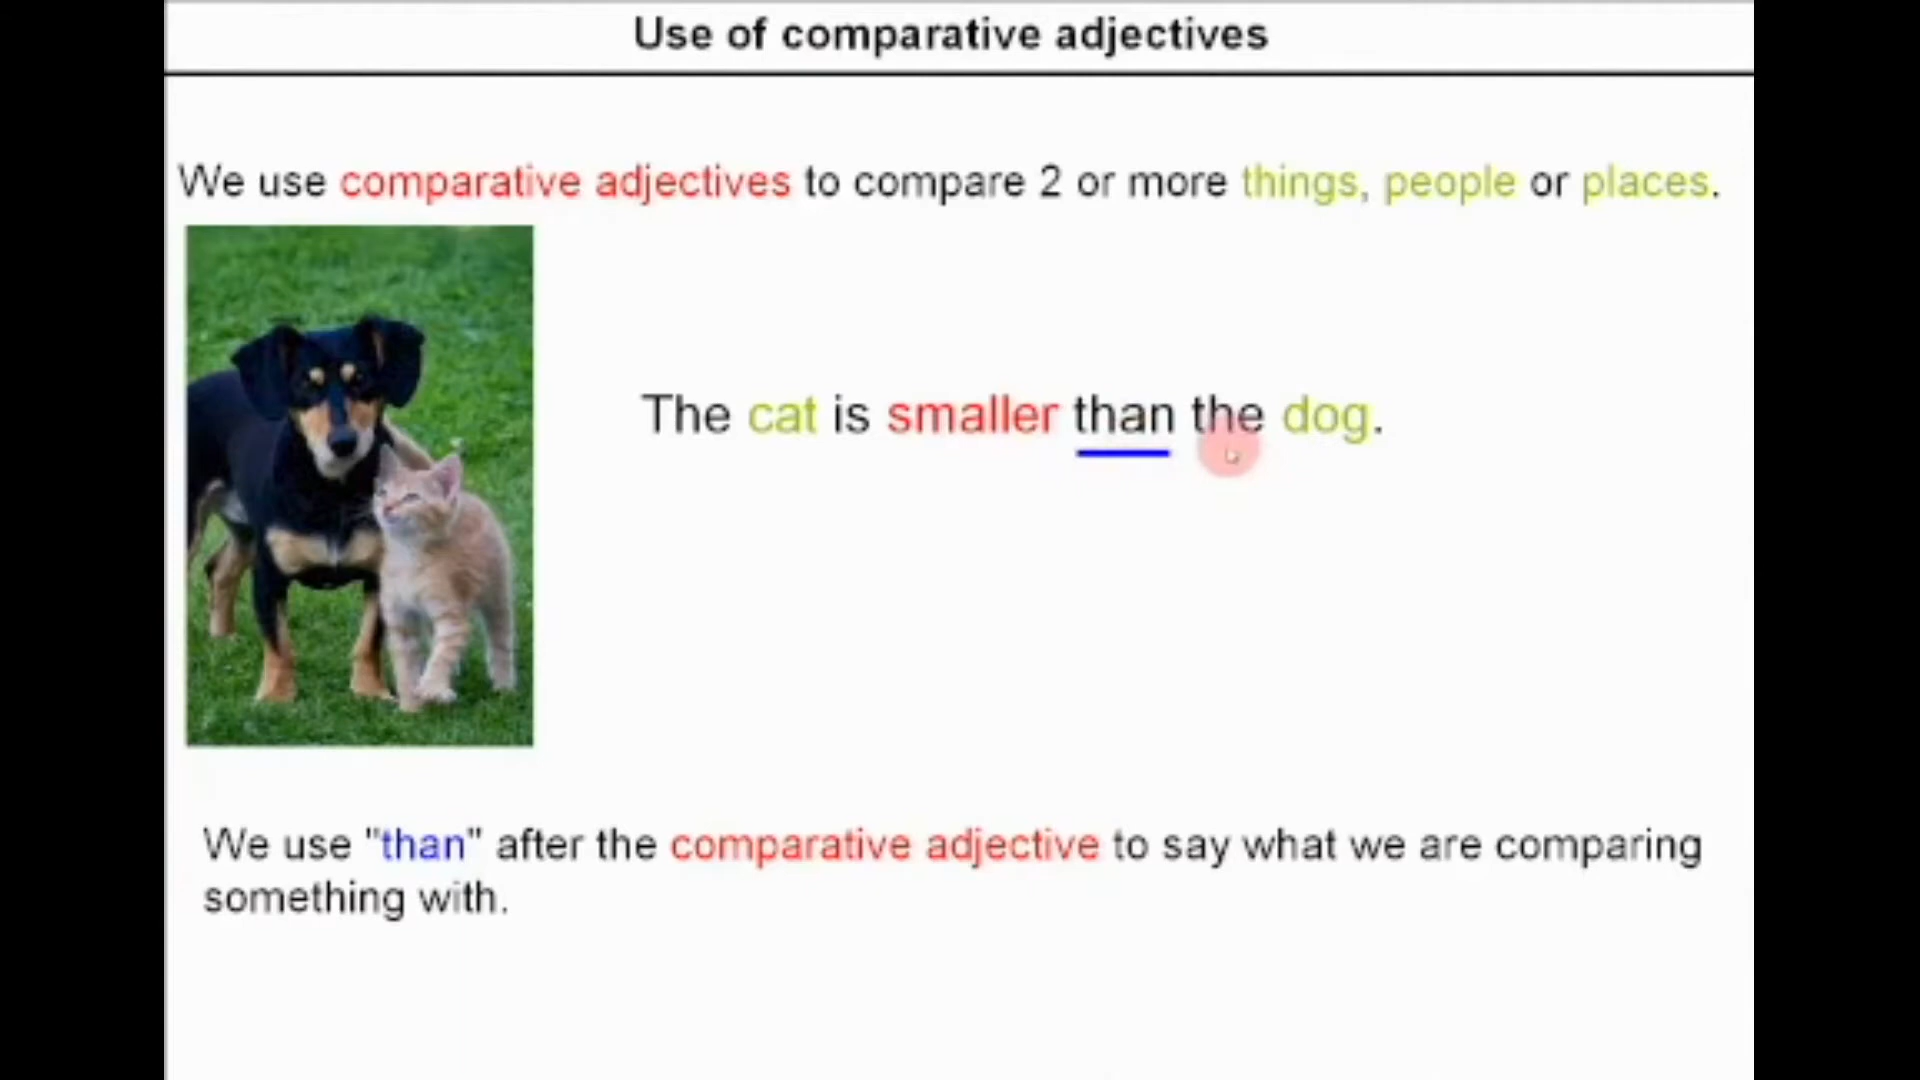 Use of comparative adjectives
We use comparative adjectives to compare 2 or more things, people or places.
The cat is smaller than the dog.
We use "than" after the comparative adjective to say what we are comparing
something with.